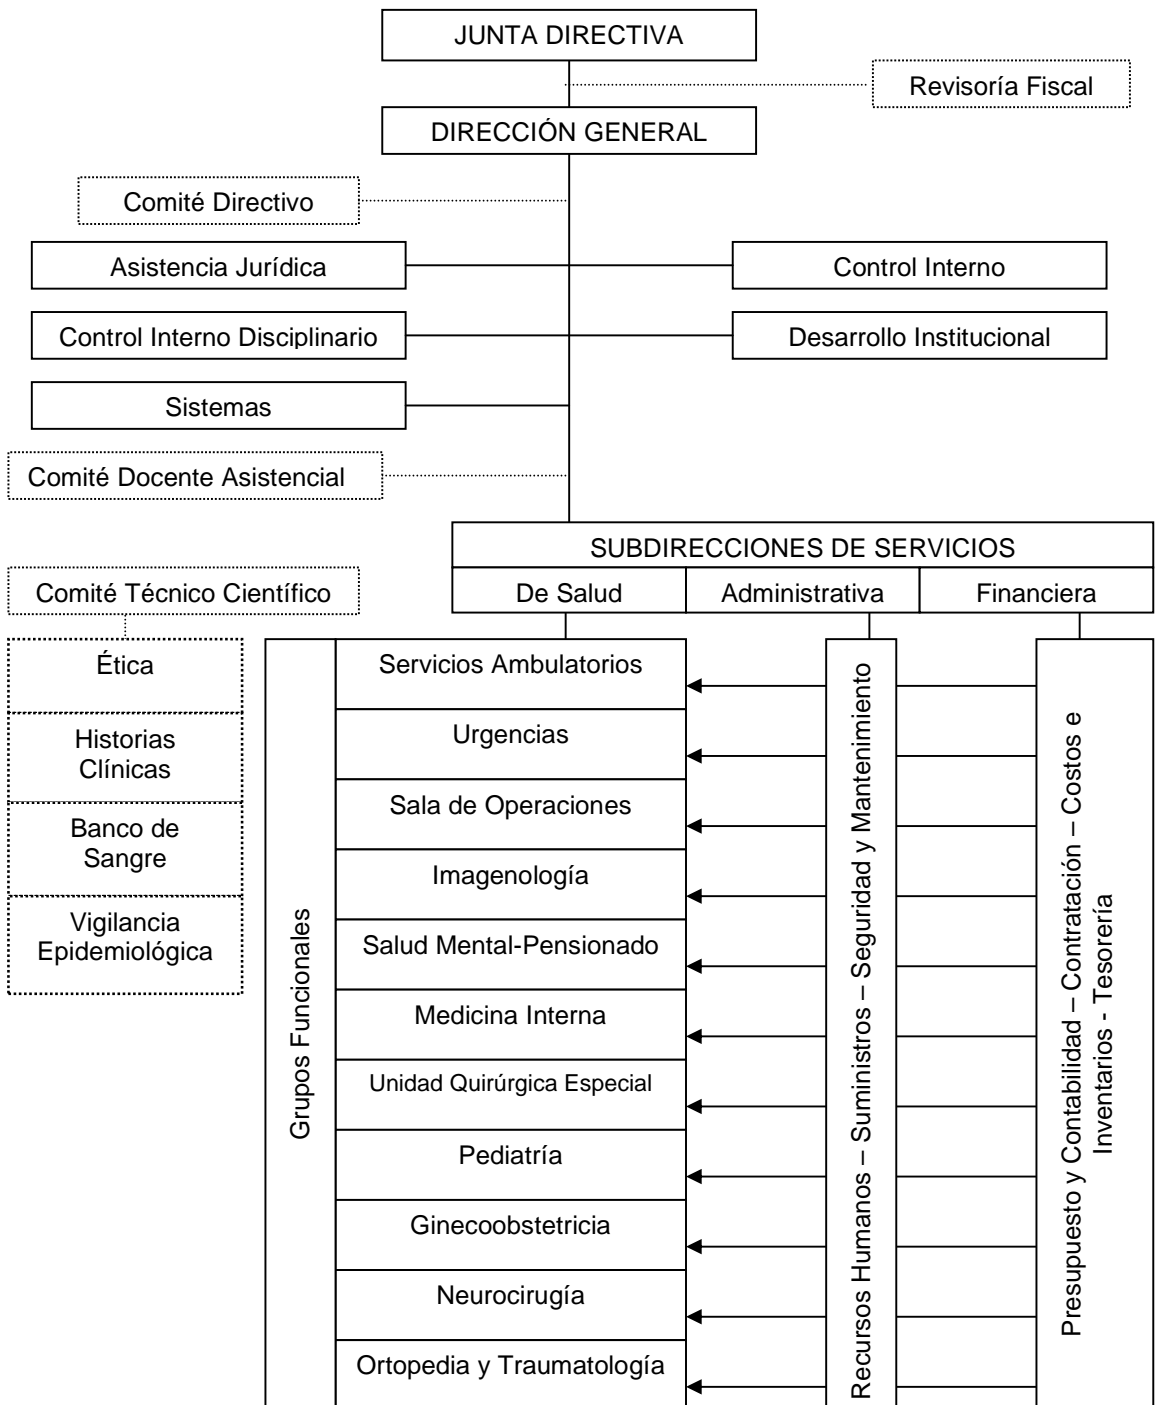 JUNTA DIRECTIVA
Revisoría Fiscal
DIRECCIÓN GENERAL
Comité Directivo
Asistencia Jurídica
Control Interno
Control Interno Disciplinario
Desarrollo Institucional
Sistemas
Comité Docente Asistencial
SUBDIRECCIONES DE SERVICIOS
De Salud
Administrativa
Financiera
Comité Técnico Científico
Ética
Historias
Clínicas
Banco de
Sangre
Vigilancia
Epidemiológica
Grupos Funcionales
Servicios Ambulatorios
Urgencias
Sala de Operaciones
Imagenología
Salud Mental-Pensionado
Medicina Interna
Unidad Quirúrgica Especial
Pediatría
Ginecoobstetricia
Neurocirugía
Ortopedia y Traumatología
Recursos Humanos – Suministros – Seguridad y Mantenimiento
Presupuesto y Contabilidad – Contratación – Costos e
Inventarios - Tesorería